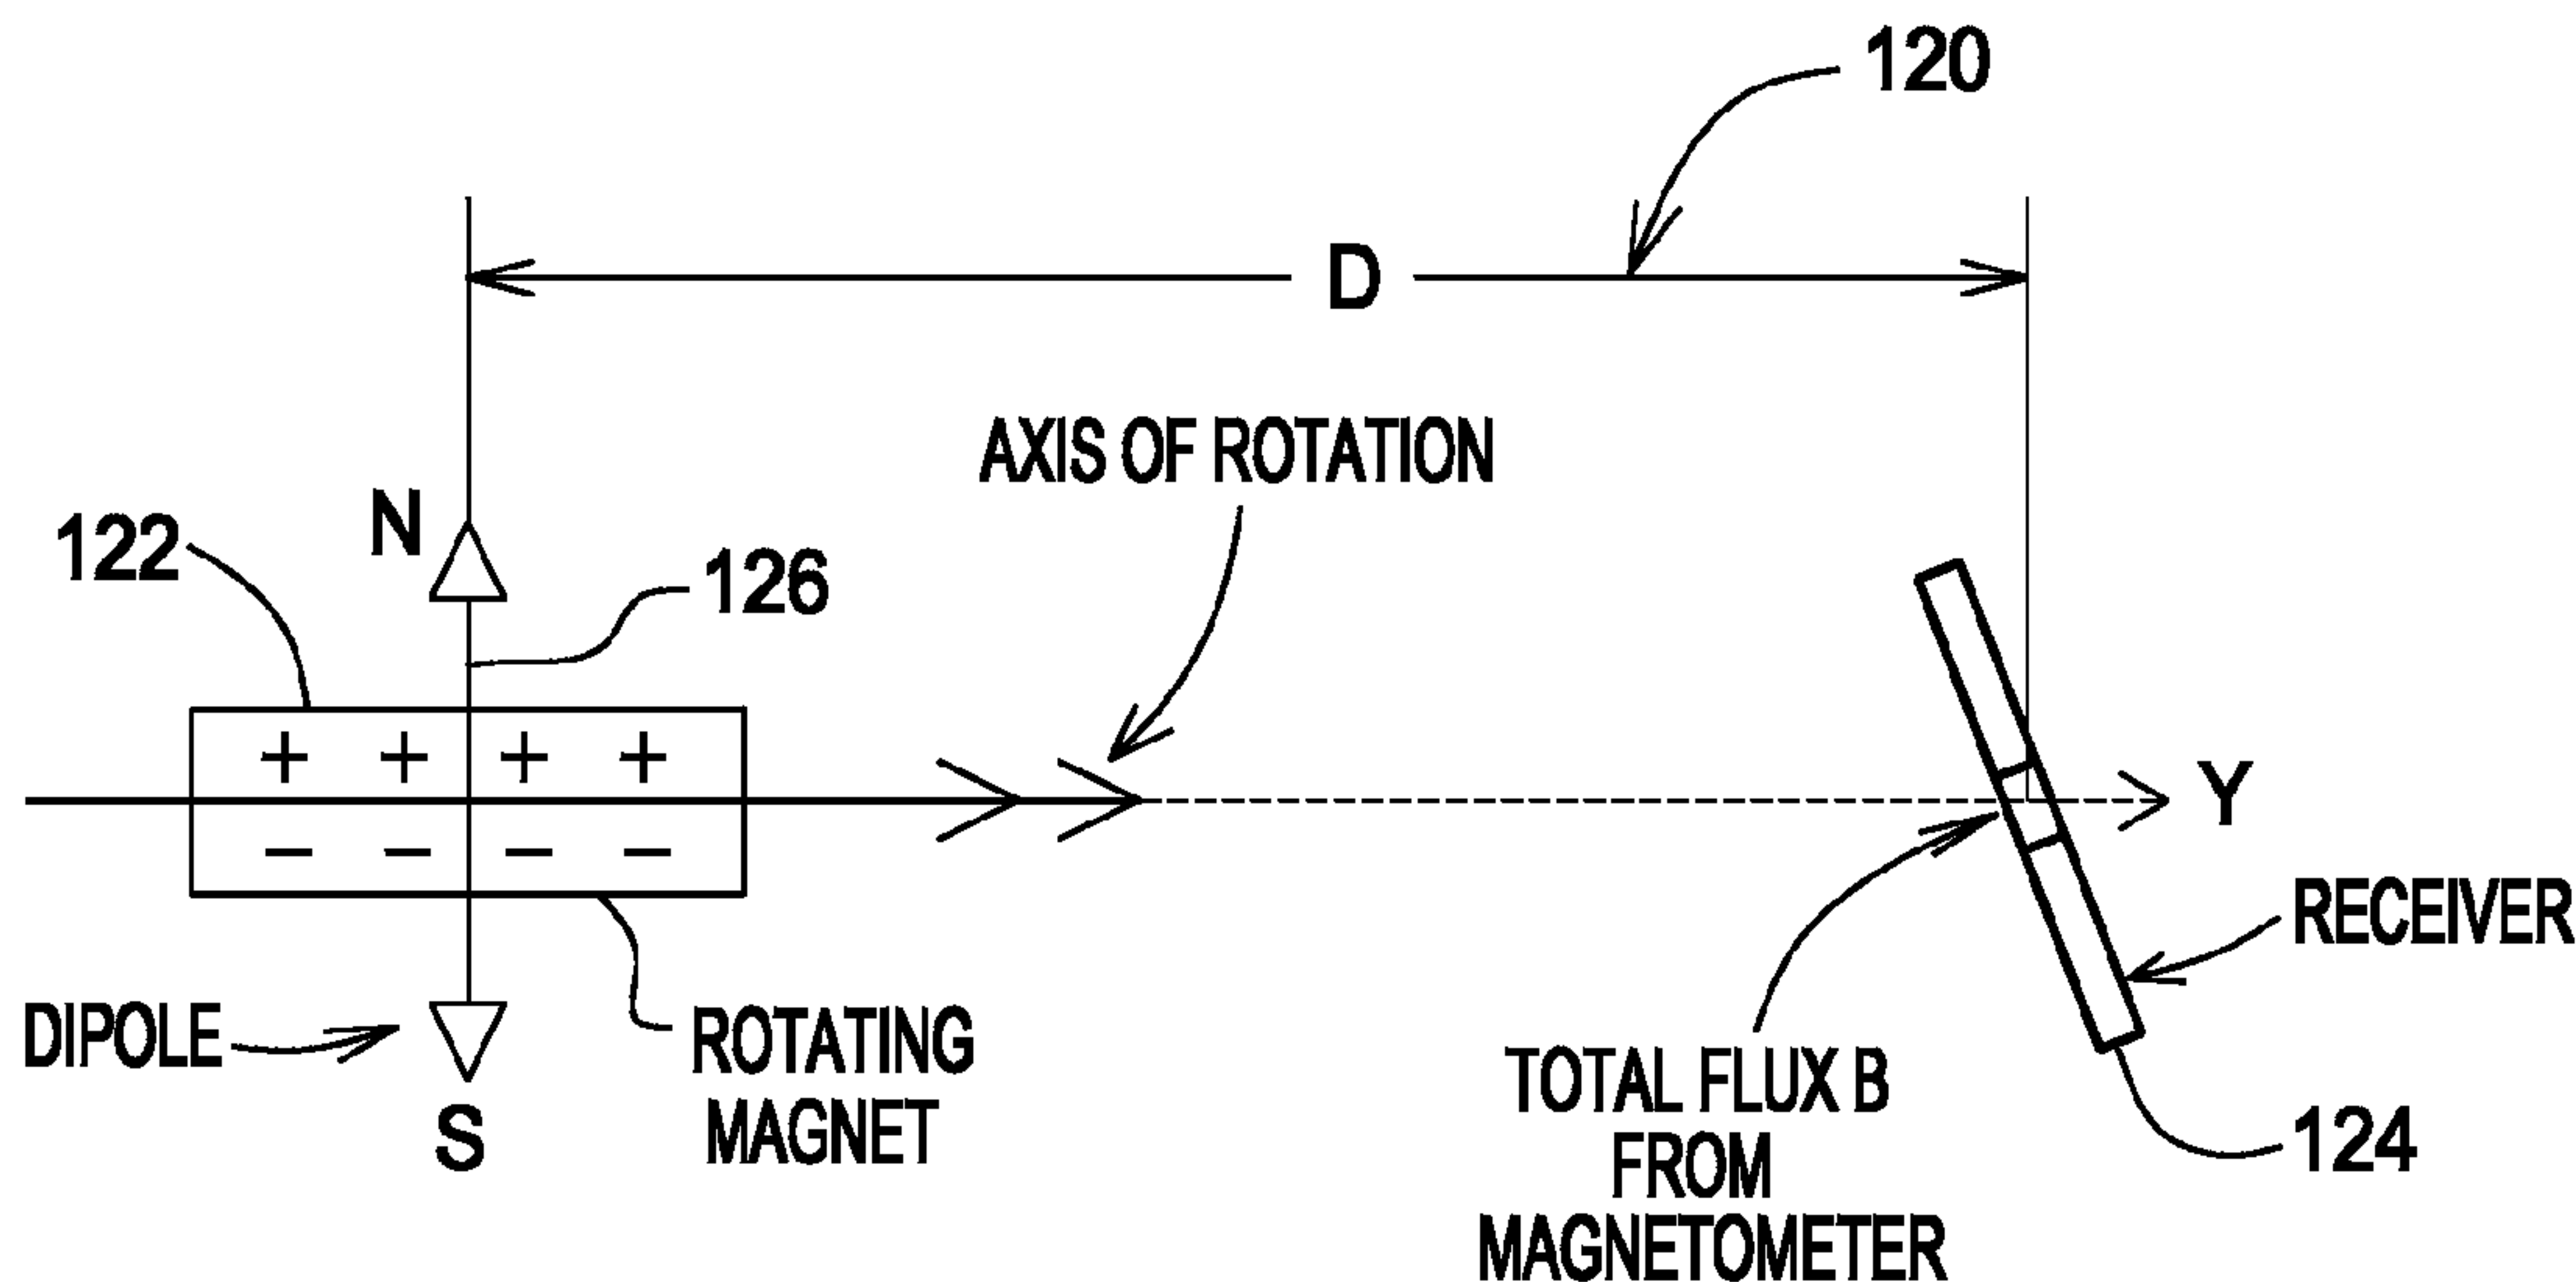 120
D
AXIS OF ROTATION
N
122
126
+ + + +
− − − −
Y
RECEIVER
DIPOLE
ROTATING
MAGNET
S
TOTAL FLUX B
FROM
MAGNETOMETER
124